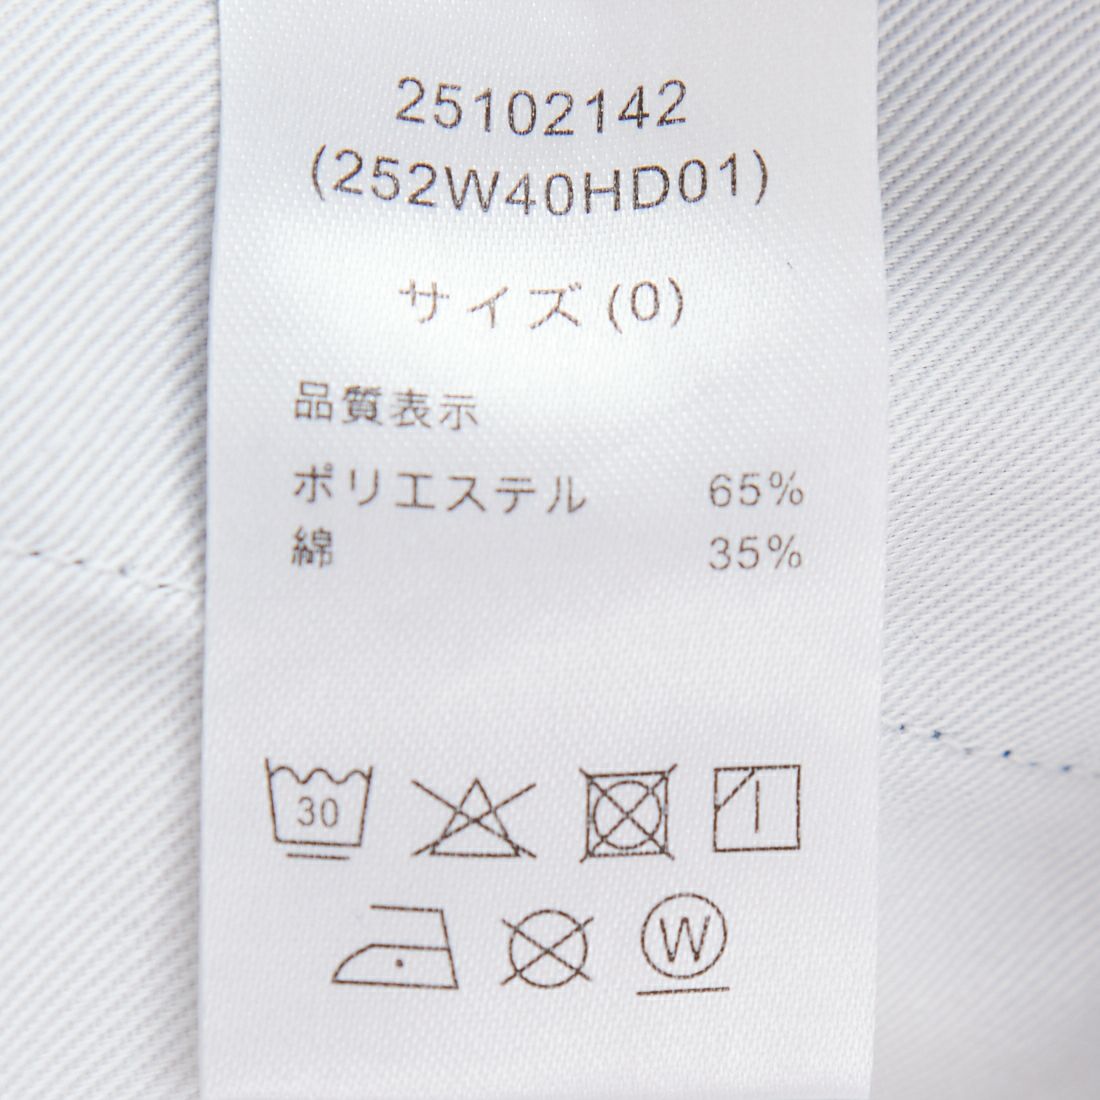 25102142
(252W40HD01)
サイズ (0)
品質表示
ポリエステル 65%
綿 35%
30
W